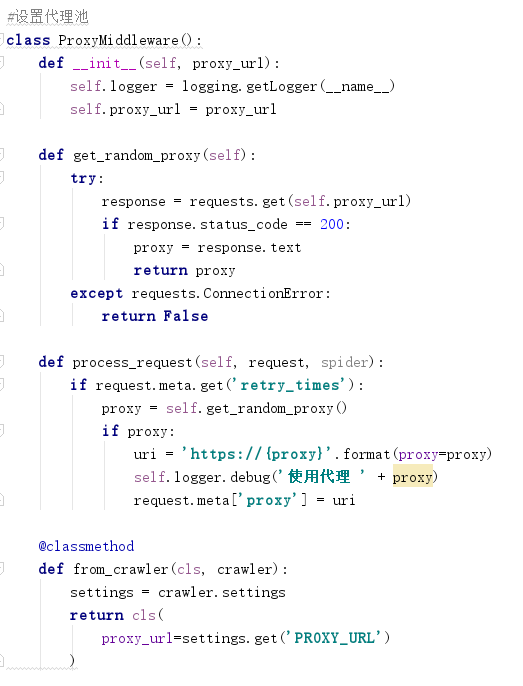 #设置代理池
class ProxyMiddleware():
    def __init__(self, proxy_url):
        self.logger = logging.getLogger(__name__)
        self.proxy_url = proxy_url

    def get_random_proxy(self):
        try:
            response = requests.get(self.proxy_url)
            if response.status_code == 200:
                proxy = response.text
                return proxy
        except requests.ConnectionError:
            return False

    def process_request(self, request, spider):
        if request.meta.get('retry_times'):
            proxy = self.get_random_proxy()
            if proxy:
                uri = 'https://{proxy}'.format(proxy=proxy)
                self.logger.debug('使用代理 ' + proxy)
                request.meta['proxy'] = uri

    @classmethod
    def from_crawler(cls, crawler):
        settings = crawler.settings
        return cls(
            proxy_url=settings.get('PROXY_URL')
        )